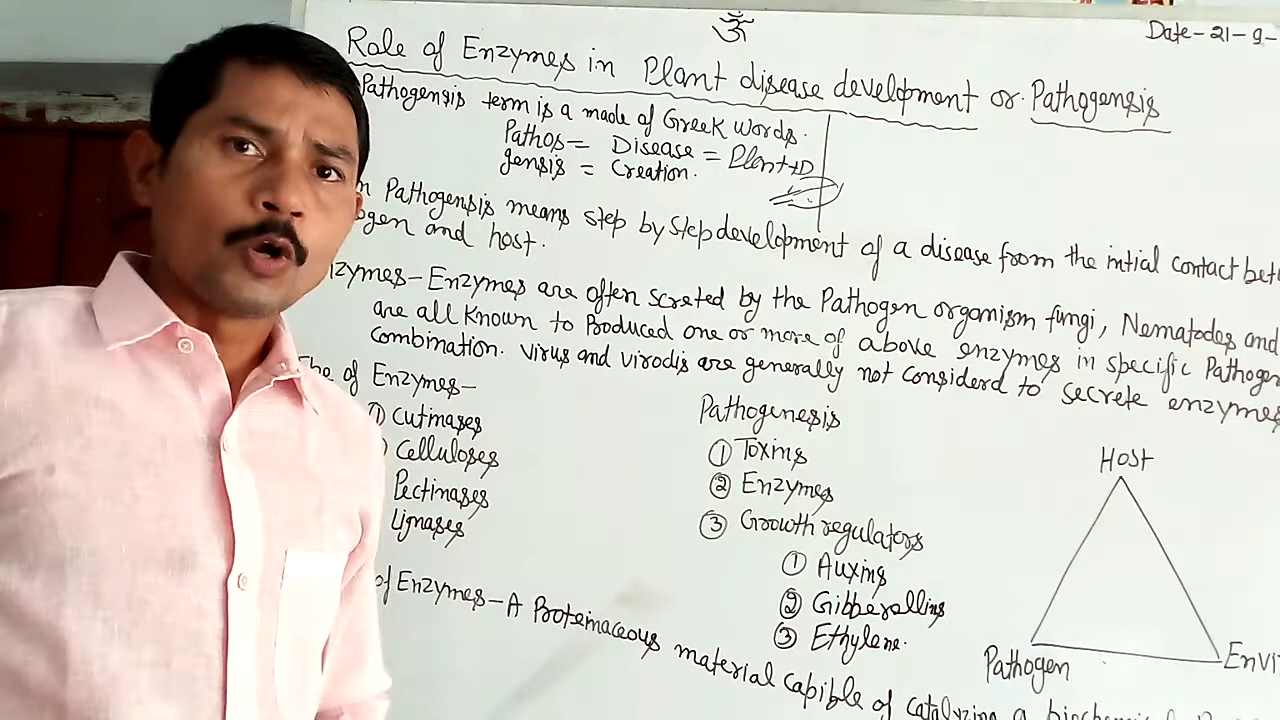 ॐ
Date-21-9-
Role of Enzymes in Plant disease development or Pathogensis
Pathogensis term is a made of Greek words.
Pathos = Disease = Plant+D
gensis = Creation.
Pathogensis means step by step development of a disease from the intial contact
and host.
Enzymes are often screted by the Pathogen organism fungi, Nematodes and
are all known to Produced one or more of above enzymes in specific
combination. Virus and virodis are generally not considerd to secrete enzymes
of Enzymes-
① Cutinases
Celluloses
Pectinases
Lignases
Pathogenesis
① Toxins
② Enzymes
③ Growth regulators
① Auxins
② Gibberallins
③ Ethylene.
HOST
Pathogen
of Enzymes- A Proteinaceous material capible of catalyzing a